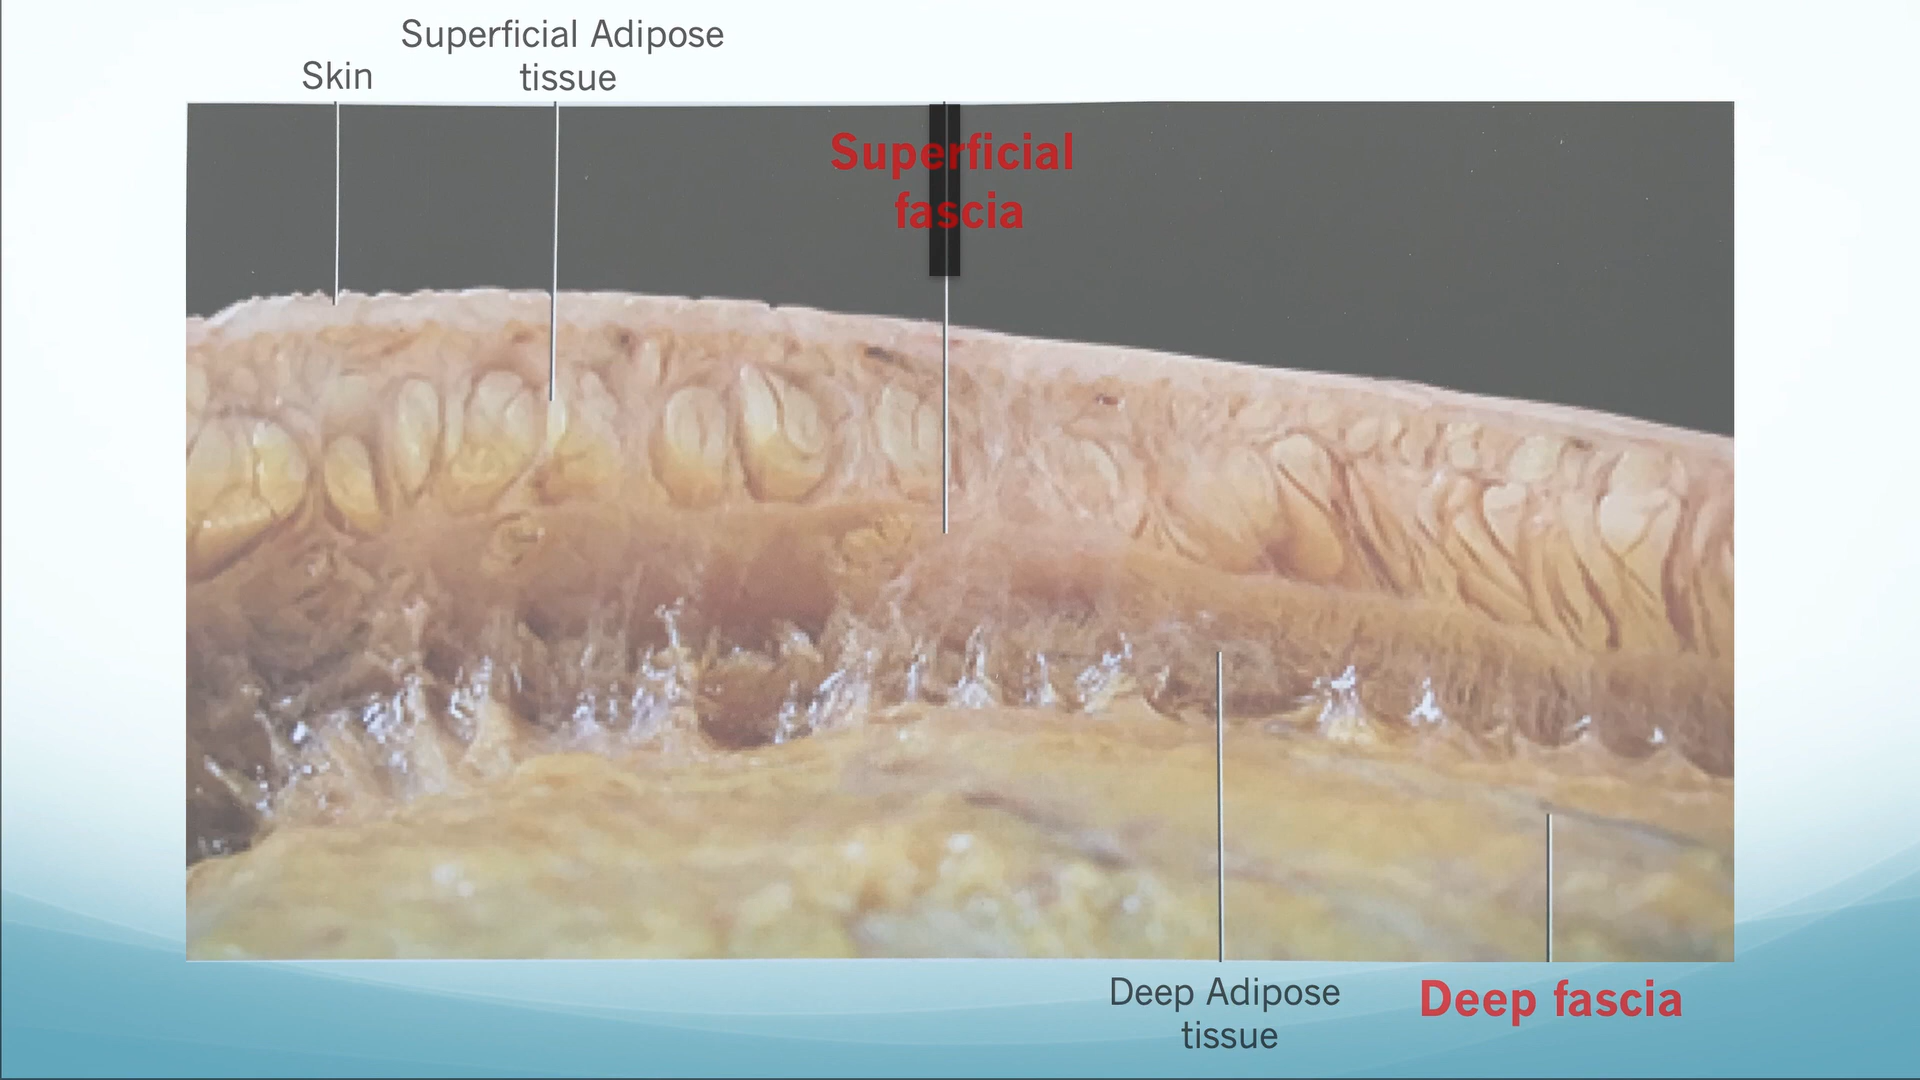 Superficial Adipose
tissue
Skin
Superficial
fascia
Deep Adipose
tissue
Deep fascia